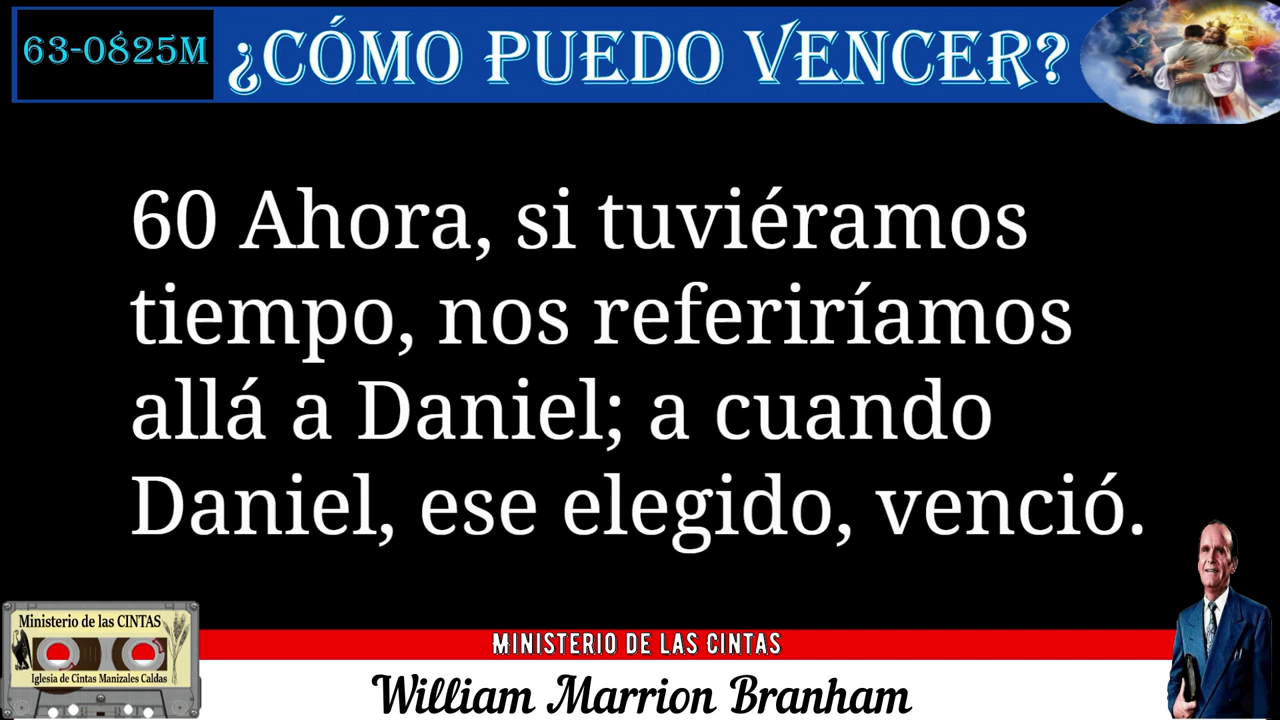 63-0825M
¿CÓMO PUEDO VENCER?
60 Ahora, si tuviéramos
tiempo, nos referiríamos
allá a Daniel; a cuando
Daniel, ese elegido, venció.
Ministerio de las CINTAS
Iglesia de Cintas Manizales Caldas
MINISTERIO DE LAS CINTAS
William Marrion Branham